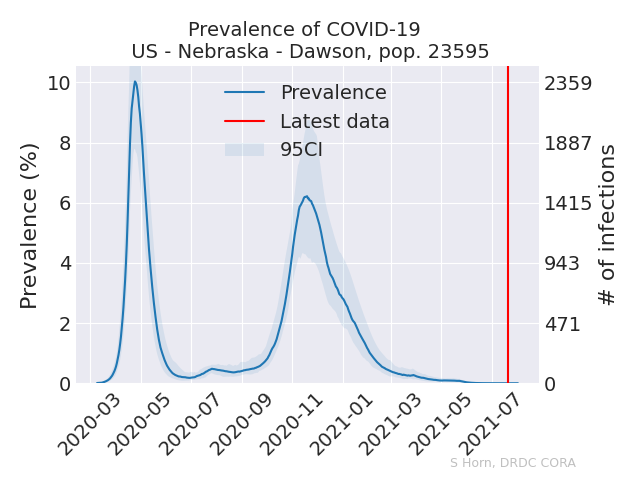 Prevalence of COVID-19
US - Nebraska - Dawson, pop. 23595
Prevalence (%)
10
8
6
4
2
0
Prevalence
Latest data
95CI
2359
1887
1415
943
471
0
# of infections
2020-03
2020-05
2020-07
2020-09
2020-11
2021-01
2021-03
2021-05
2021-07
S Horn, DRDC CORA